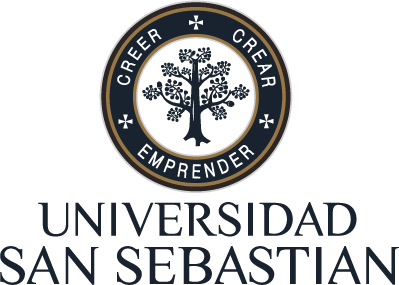 CREER
CREAR
EMPRENDER
UNIVERSIDAD
SAN SEBASTIAN